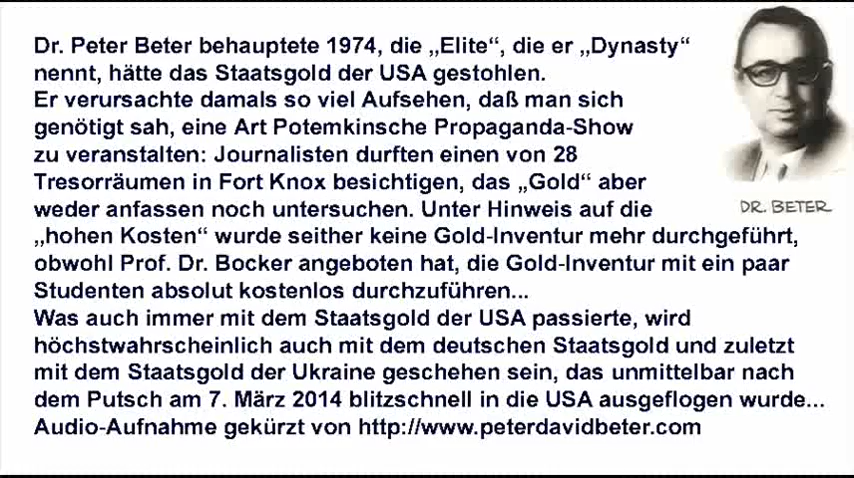 Dr. Peter Beter behauptete 1974, die „Elite“, die er „Dynasty“
nennt, hätte das Staatsgold der USA gestohlen.
Er verursachte damals so viel Aufsehen, daß man sich
genötigt sah, eine Art Potemkinsche Propaganda-Show
zu veranstalten: Journalisten durften einen von 28
Tresorräumen in Fort Knox besichtigen, das „Gold“ aber
weder anfassen noch untersuchen. Unter Hinweis auf die
„hohen Kosten“ wurde seither keine Gold-Inventur mehr durchgeführt,
obwohl Prof. Dr. Bocker angeboten hat, die Gold-Inventur mit ein paar
Studenten absolut kostenlos durchzuführen...
Was auch immer mit dem Staatsgold der USA passierte, wird
höchstwahrscheinlich auch mit dem deutschen Staatsgold und zuletzt
mit dem Staatsgold der Ukraine geschehen sein, das unmittelbar nach
dem Putsch am 7. März 2014 blitzschnell in die USA ausgeflogen wurde...
Audio-Aufnahme gekürzt von http://www.peterdavidbeter.com
DR. BETER